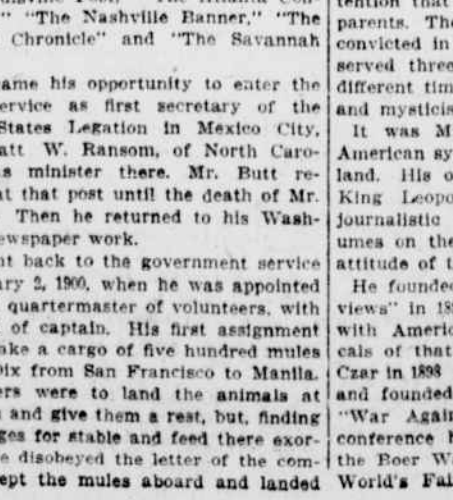 " "The Nashville Banner," "The
Chronicle" and "The Savannah
ame his opportunity to enter the
ervice as first secretary of the
States Legation in Mexico City,
att W. Ransom, of North Caro-
s minister there. Mr. Butt re-
at that post until the death of Mr.
Then he returned to his Wash-
ewspaper work.
nt back to the government service
ary 2, 1900, when he was appointed
quartermaster of volunteers, with
of captain. His first assignment
ake a cargo of five hundred mules
Dix from San Francisco to Manila.
ers were to land the animals at
and give them a rest, but, finding
ges for stable and feed there exor-
e disobeyed the letter of the com-
ept the mules aboard and landed
tention that
parents. The
convicted in
served three
different tim
and mysticis
It was M
American sy
land. His o
King Leopo
journalistic
umes on the
attitude of t
He founded
views" in 18
with Americ
cals of that
Czar in 1898
and founded
"War Again
conference h
the Boer Wa
World's Fai